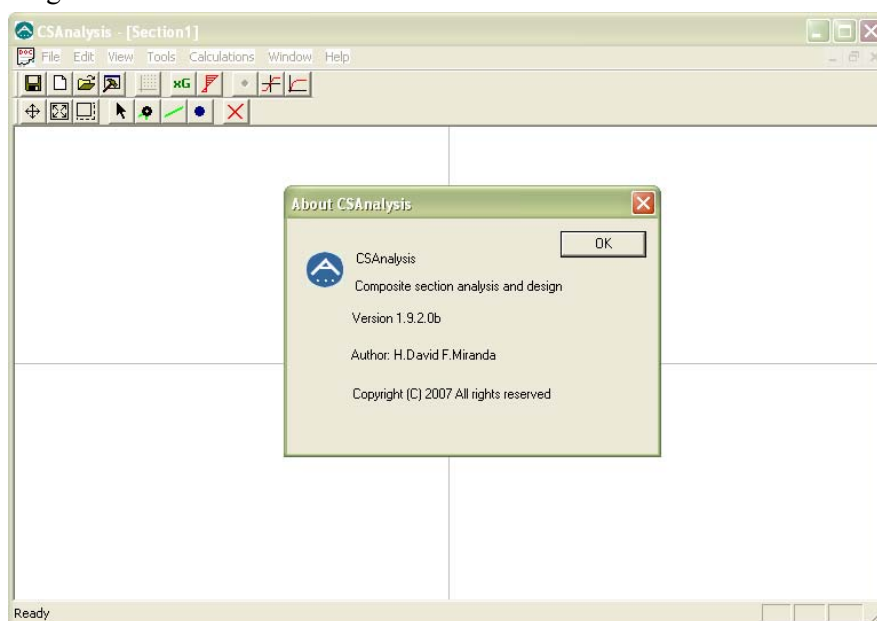 CSAnalysis - [Section1]
File Edit View Tools Calculations Window Help
xG
About CSAnalysis
OK
CSAnalysis
Composite section analysis and design
Version 1.9.2.0b
Author: H.David F.Miranda
Copyright (C) 2007 All rights reserved
Ready